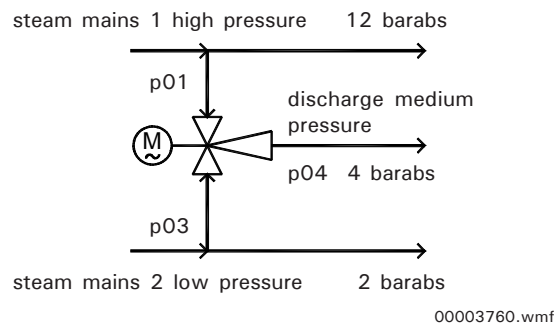 steam mains 1 high pressure 12 barabs
p01
discharge medium
pressure
M
~
p04 4 barabs
p03
steam mains 2 low pressure 2 barabs
00003760.wmf